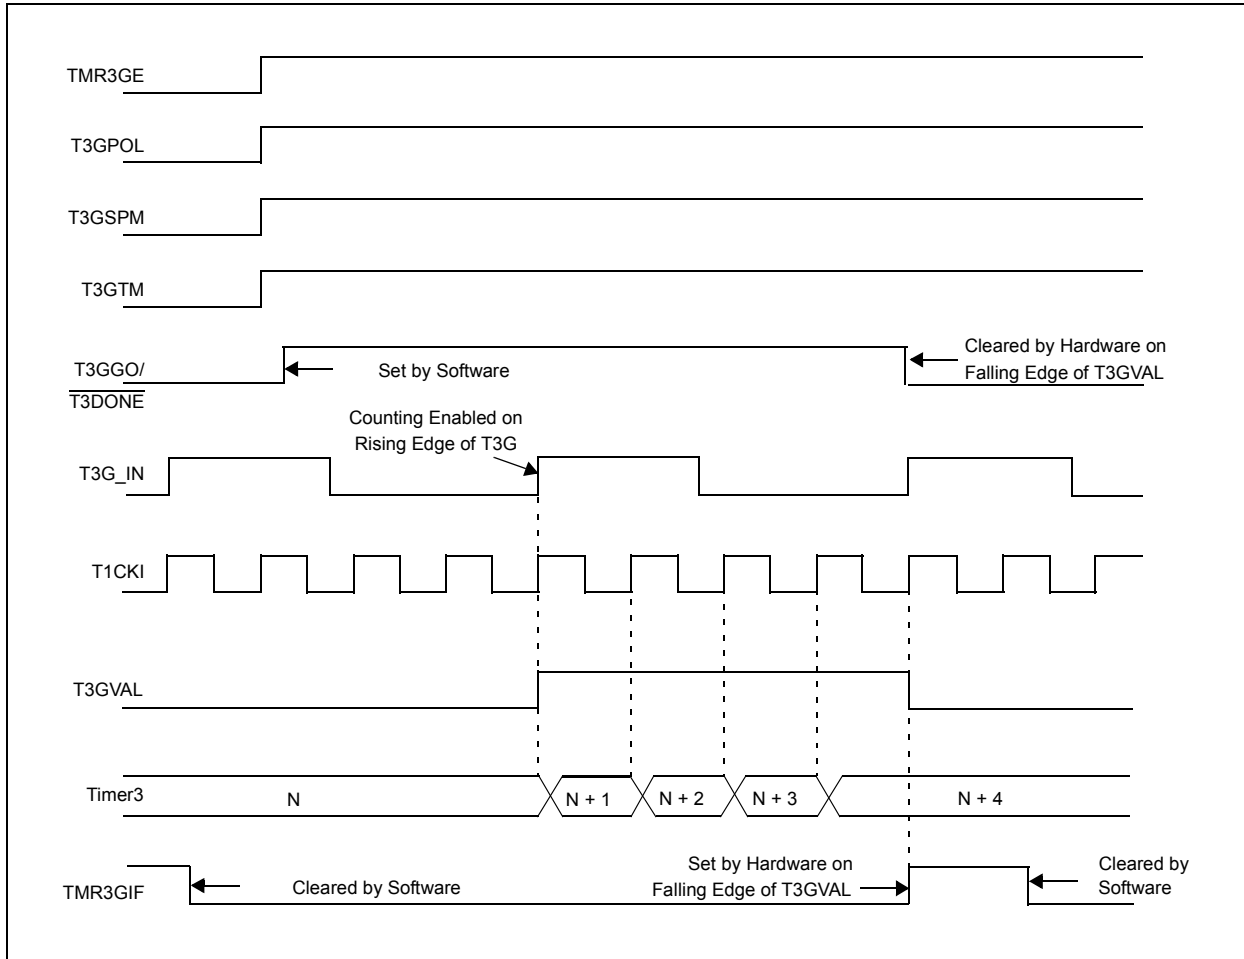 TMR3GE
T3GPOL
T3GSPM
T3GTM
T3GGO/
T3DONE
Set by Software
Cleared by Hardware on
Falling Edge of T3GVAL
Counting Enabled on
Rising Edge of T3G
T3G_IN
T1CKI
T3GVAL
Timer3
N
N + 1
N + 2
N + 3
N + 4
TMR3GIF
Cleared by Software
Set by Hardware on
Falling Edge of T3GVAL
Cleared by
Software